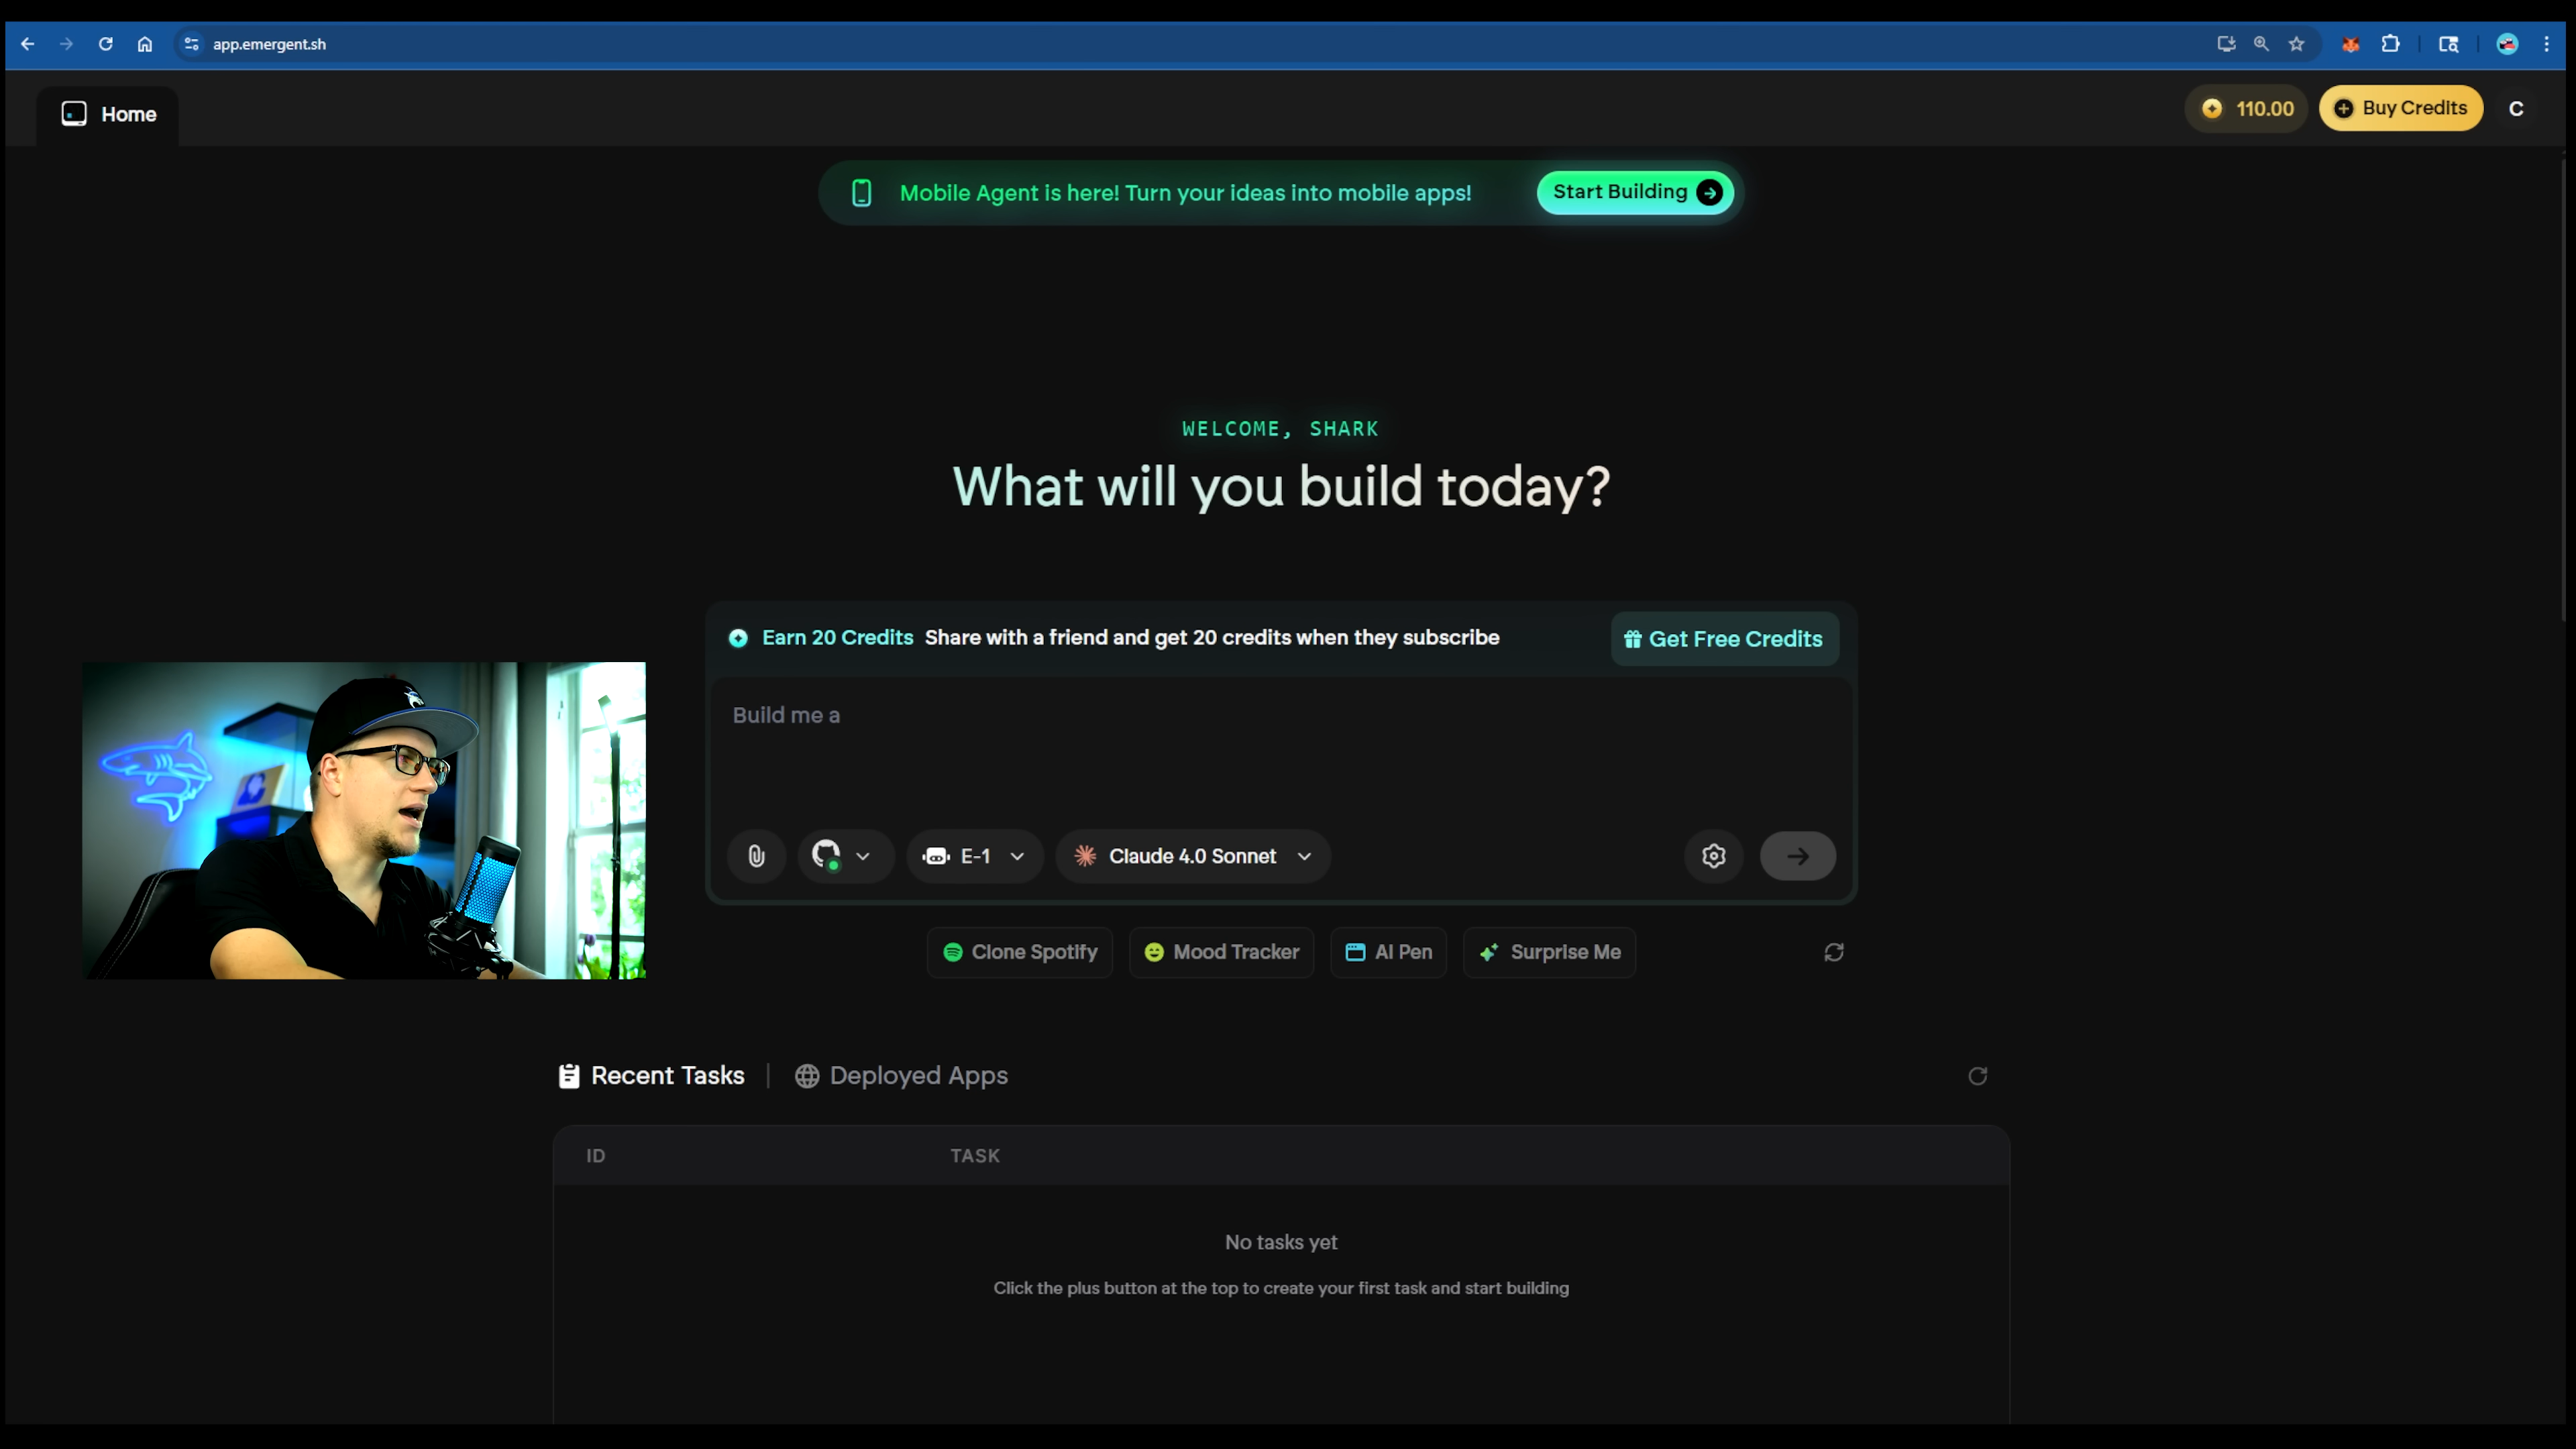 app.emergent.sh
Home
110.00
Buy Credits
C
Mobile Agent is here! Turn your ideas into mobile apps!
Start Building
WELCOME, SHARK
What will you build today?
Earn 20 Credits Share with a friend and get 20 credits when they subscribe
Get Free Credits
Build me a
E-1
Claude 4.0 Sonnet
Clone Spotify
Mood Tracker
AI Pen
Surprise Me
Recent Tasks
Deployed Apps
ID
TASK
No tasks yet
Click the plus button at the top to create your first task and start building